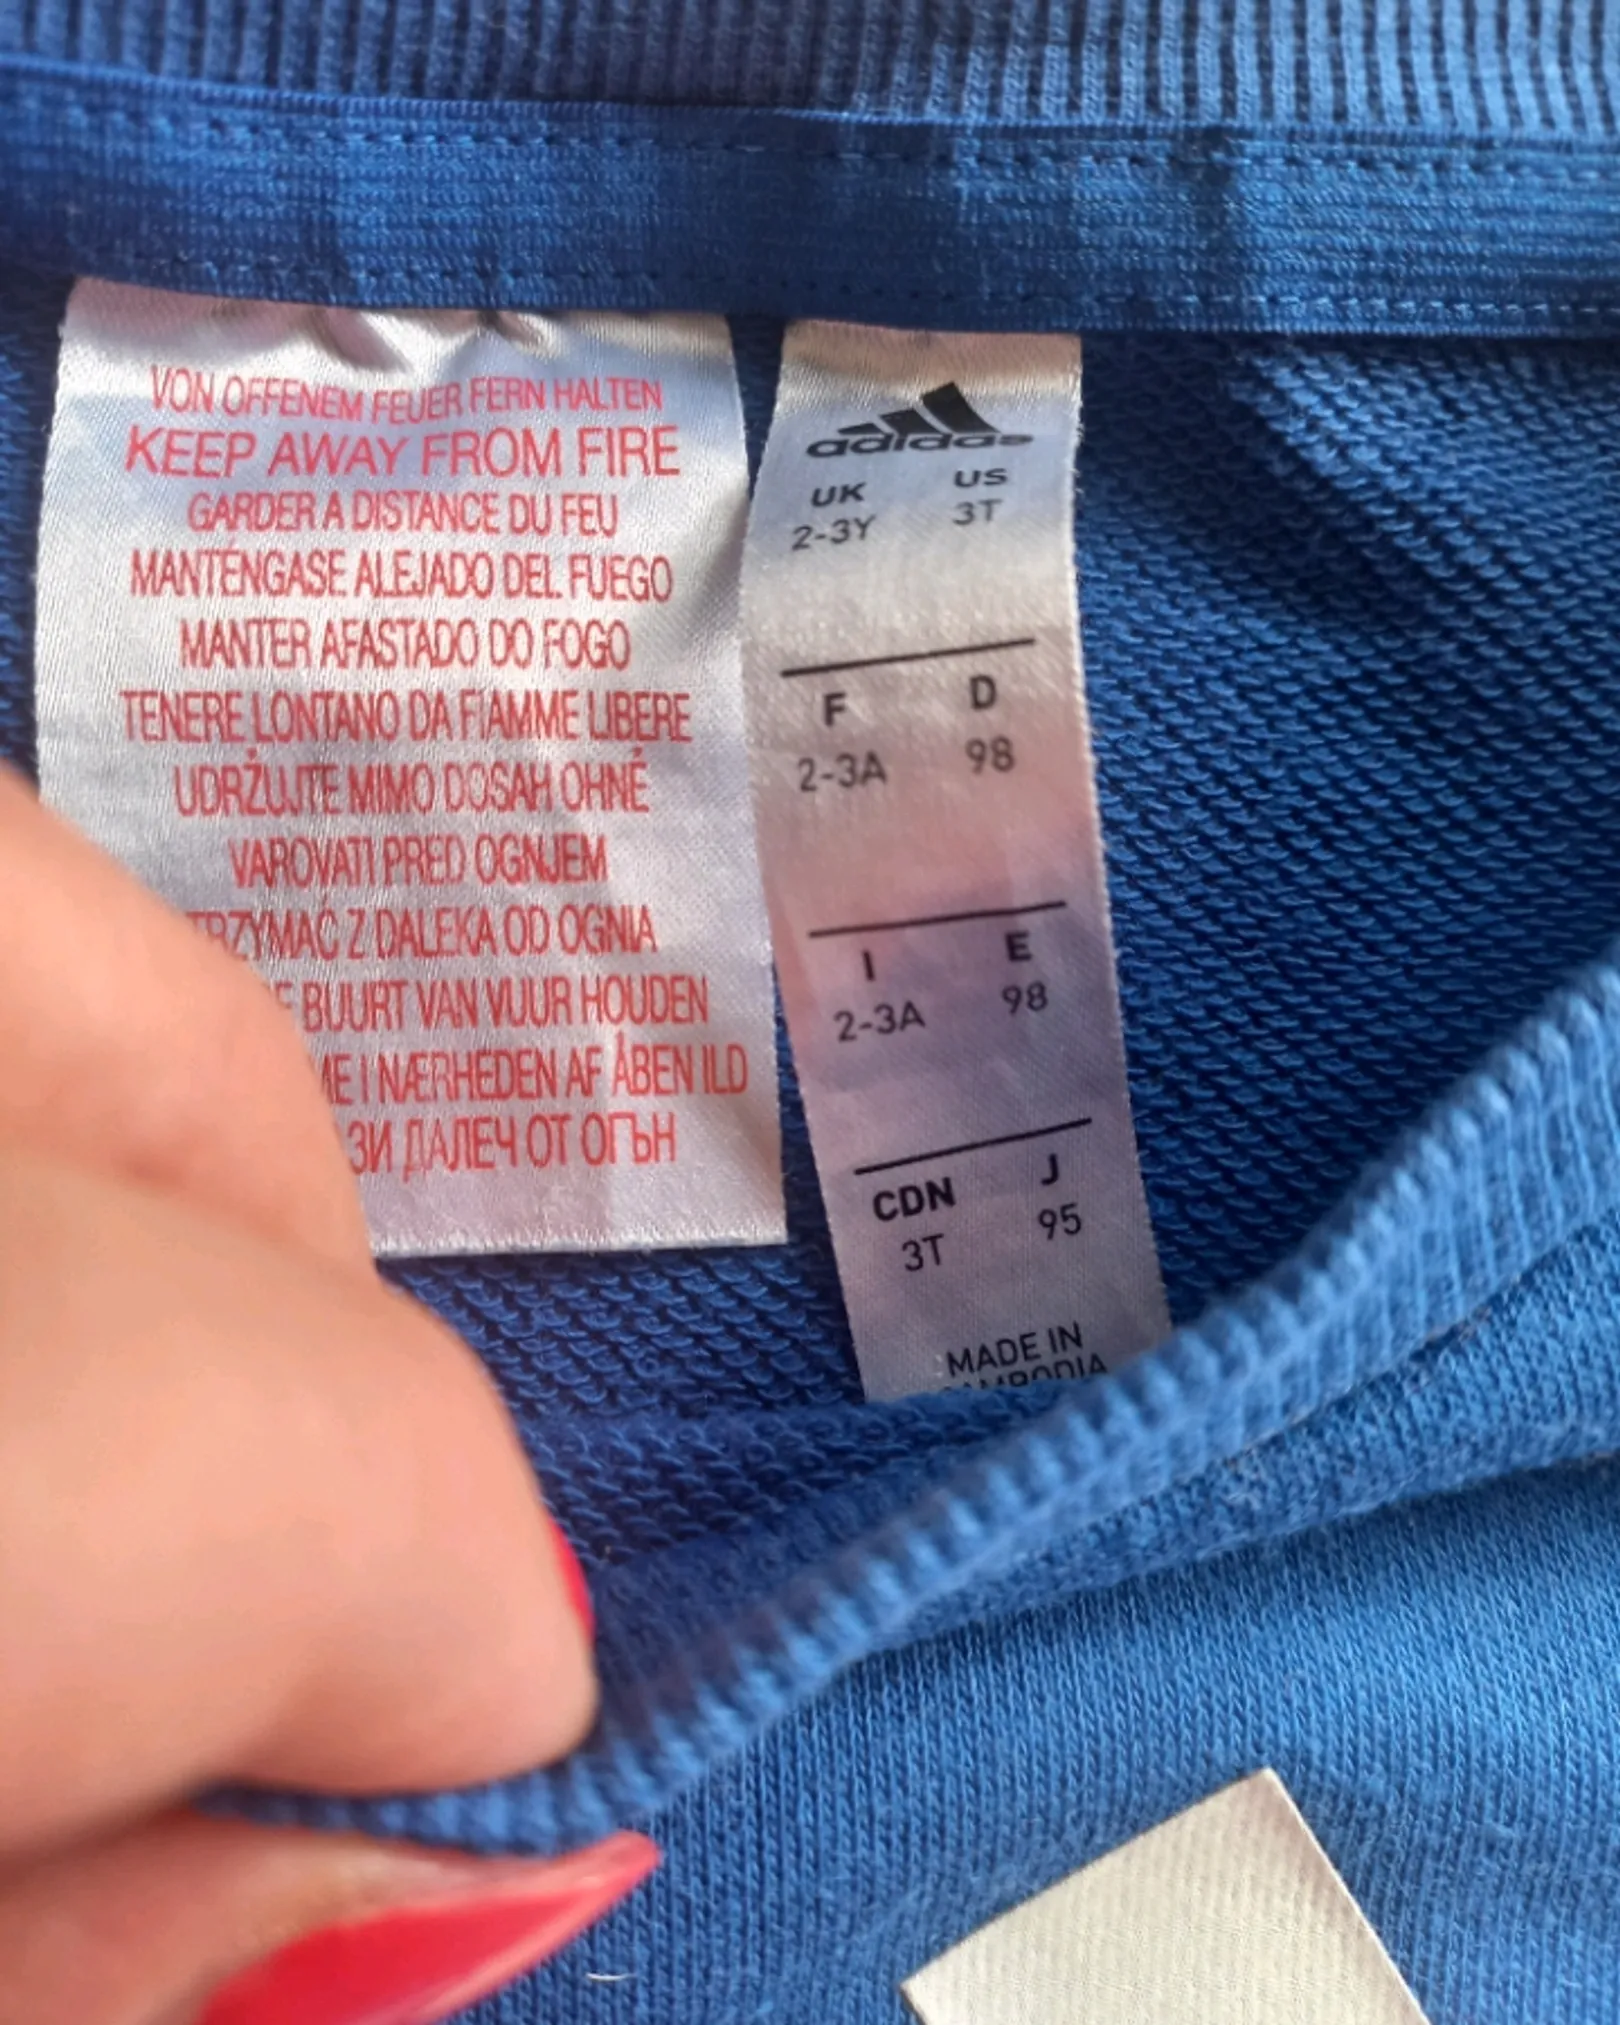 VON OFFENEM FEUER FERN HALTEN
KEEP AWAY FROM FIRE
GARDER A DISTANCE DU FEU
MANTÉNGASE ALEJADO DEL FUEGO
MANTER AFASTADO DO FOGO
TENERE LONTANO DA FIAMME LIBERE
UDRŽUJTE MIMO DOSAH OHNĚ
VAROVATI PRED OGNJEM
Z DALEKA OD OGNIA
BUURT VAN VUUR HOUDEN
I NÆRHEDEN AF ÅBEN ILD
ДАЛЕЧ ОТ ОГЪН
adidas
UK US
2-3Y 3T
F D
2-3A 98
I E
2-3A 98
CDN J
3T 95
MADE IN